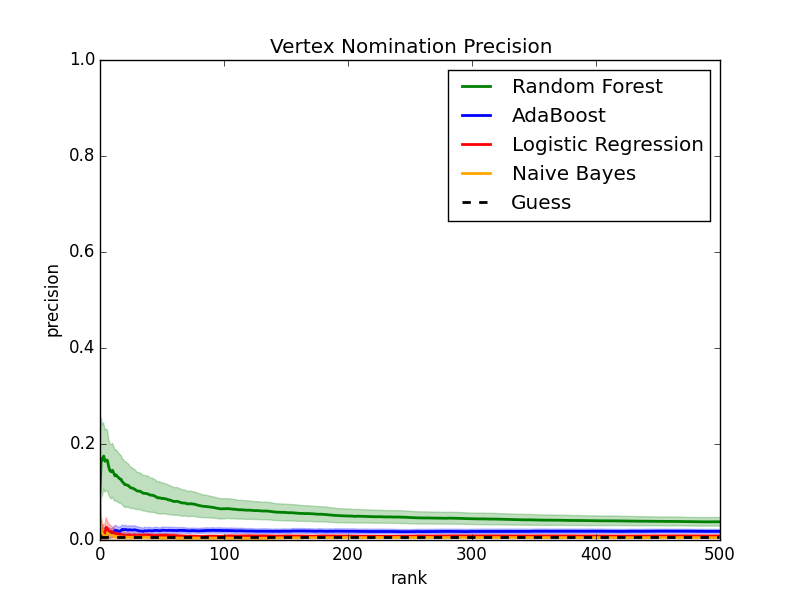 Vertex Nomination Precision
1.0
0.8
0.6
0.4
0.2
0.0
precision
Random Forest
AdaBoost
Logistic Regression
Naive Bayes
Guess
0 100 200 300 400 500
rank